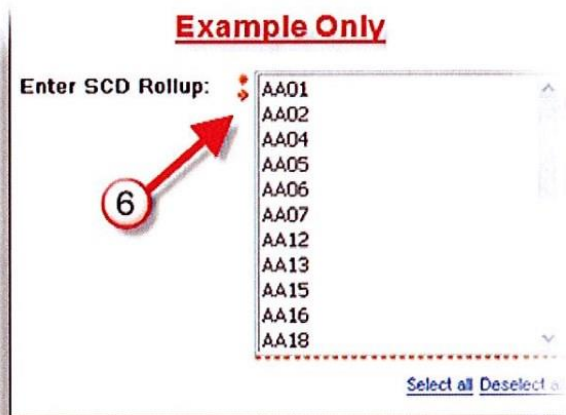 Example Only
Enter SCD Rollup:
AA01
AA02
AA04
AA05
AA06
AA07
AA12
AA13
AA15
AA16
AA18
6
Select all Deselect